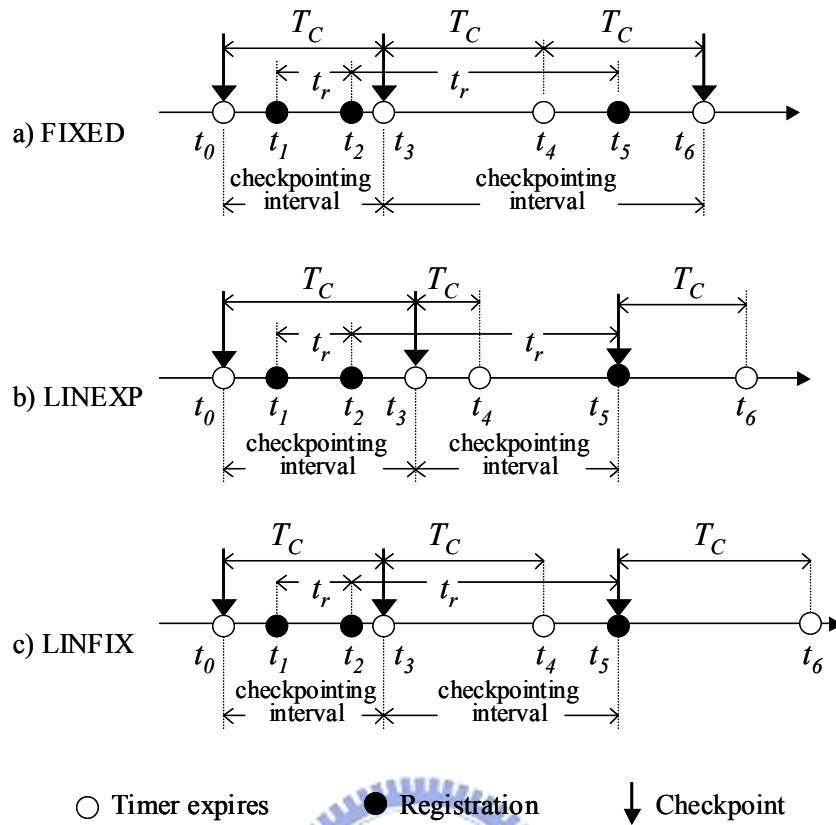 T_C T_C T_C
t_r t_r
a) FIXED
t_0 t_1 t_2 t_3 t_4 t_5 t_6
checkpointing interval
checkpointing interval
T_C T_C T_C
t_r t_r
b) LINEXP
t_0 t_1 t_2 t_3 t_4 t_5 t_6
checkpointing interval
checkpointing interval
T_C T_C T_C
t_r t_r
c) LINFIX
t_0 t_1 t_2 t_3 t_4 t_5 t_6
checkpointing interval
checkpointing interval
Timer expires Registration Checkpoint